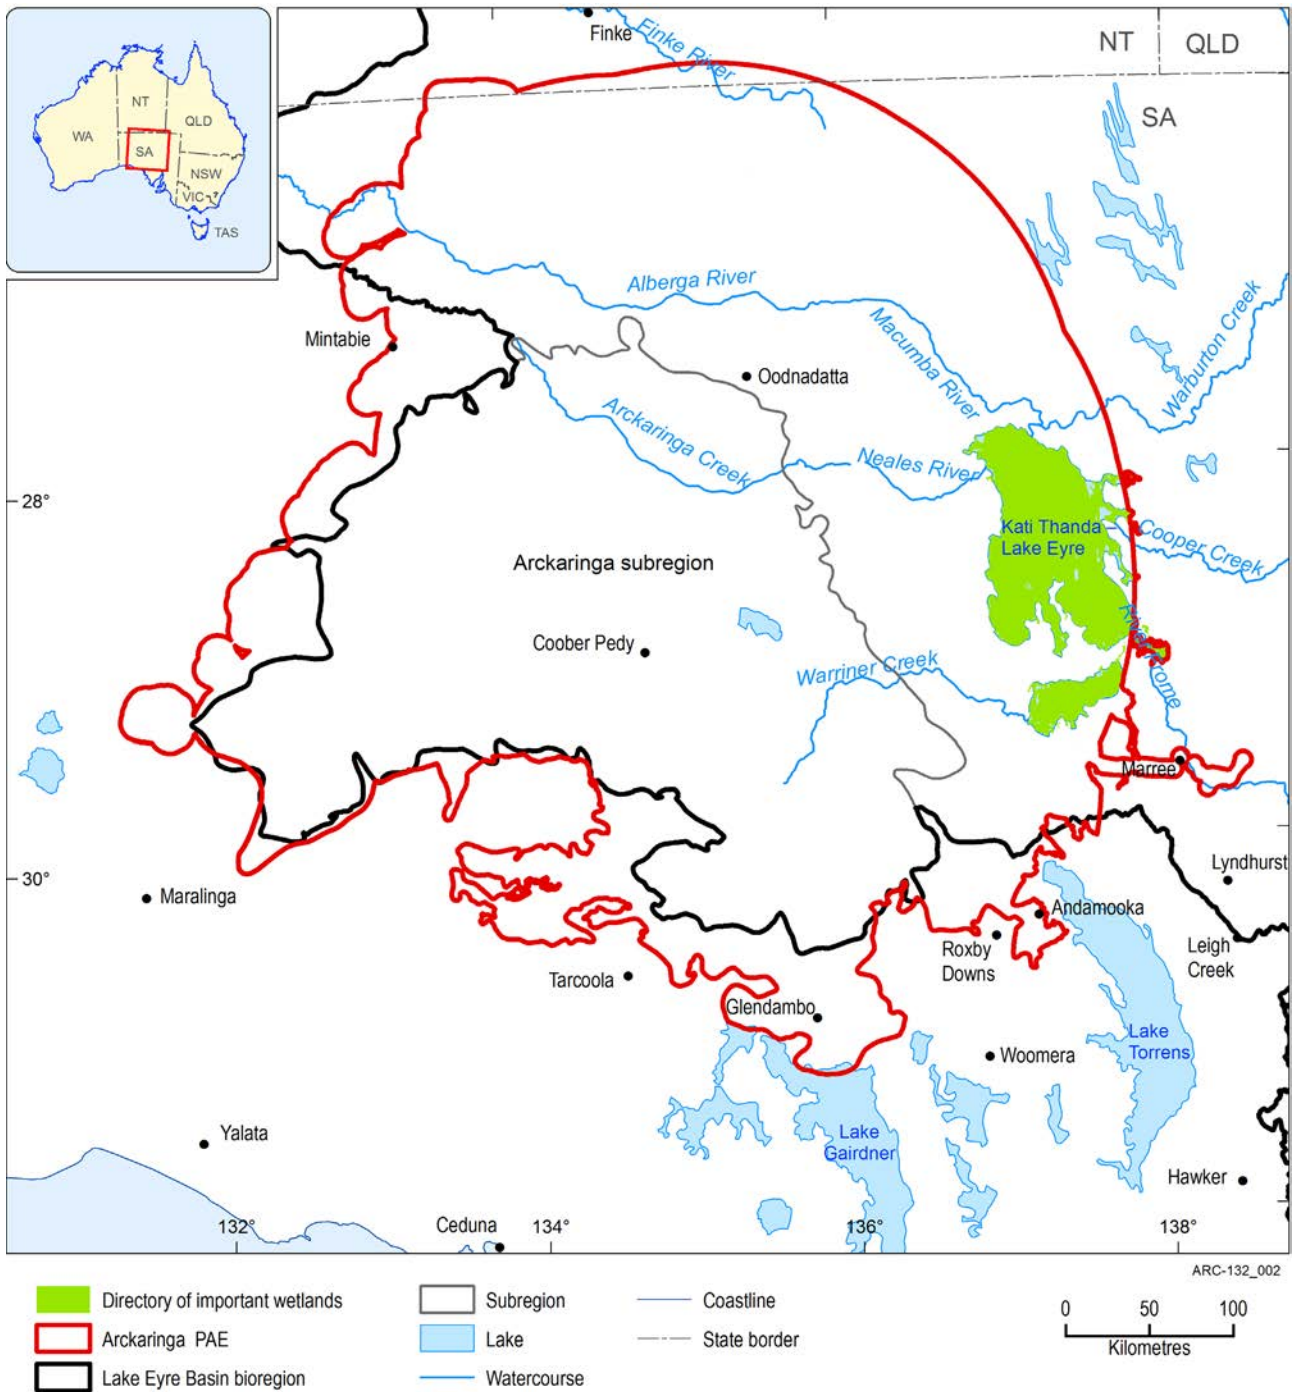 Finke
Finke River
NT
QLD
SA
NT
WA
QLD
SA
NSW
VIC
TAS
Alberga River
Macumba River
Warburton Creek
Mintabie
Oodnadatta
Arckaringa Creek
Neales River
28°
Kati Thanda –
Lake Eyre
Cooper Creek
Arckaringa subregion
Coober Pedy
Warriner Creek
River Frome
Marree
Lyndhurst
30°
Maralinga
Andamooka
Roxby
Downs
Leigh
Creek
Tarcoola
Glendambo
Woomera
Lake
Torrens
Yalata
Lake
Gairdner
Hawker
Ceduna
132°
134°
136°
138°
ARC-132_002
Directory of important wetlands
Arckaringa PAE
Lake Eyre Basin bioregion
Subregion
Lake
Watercourse
Coastline
State border
0 50 100
Kilometres